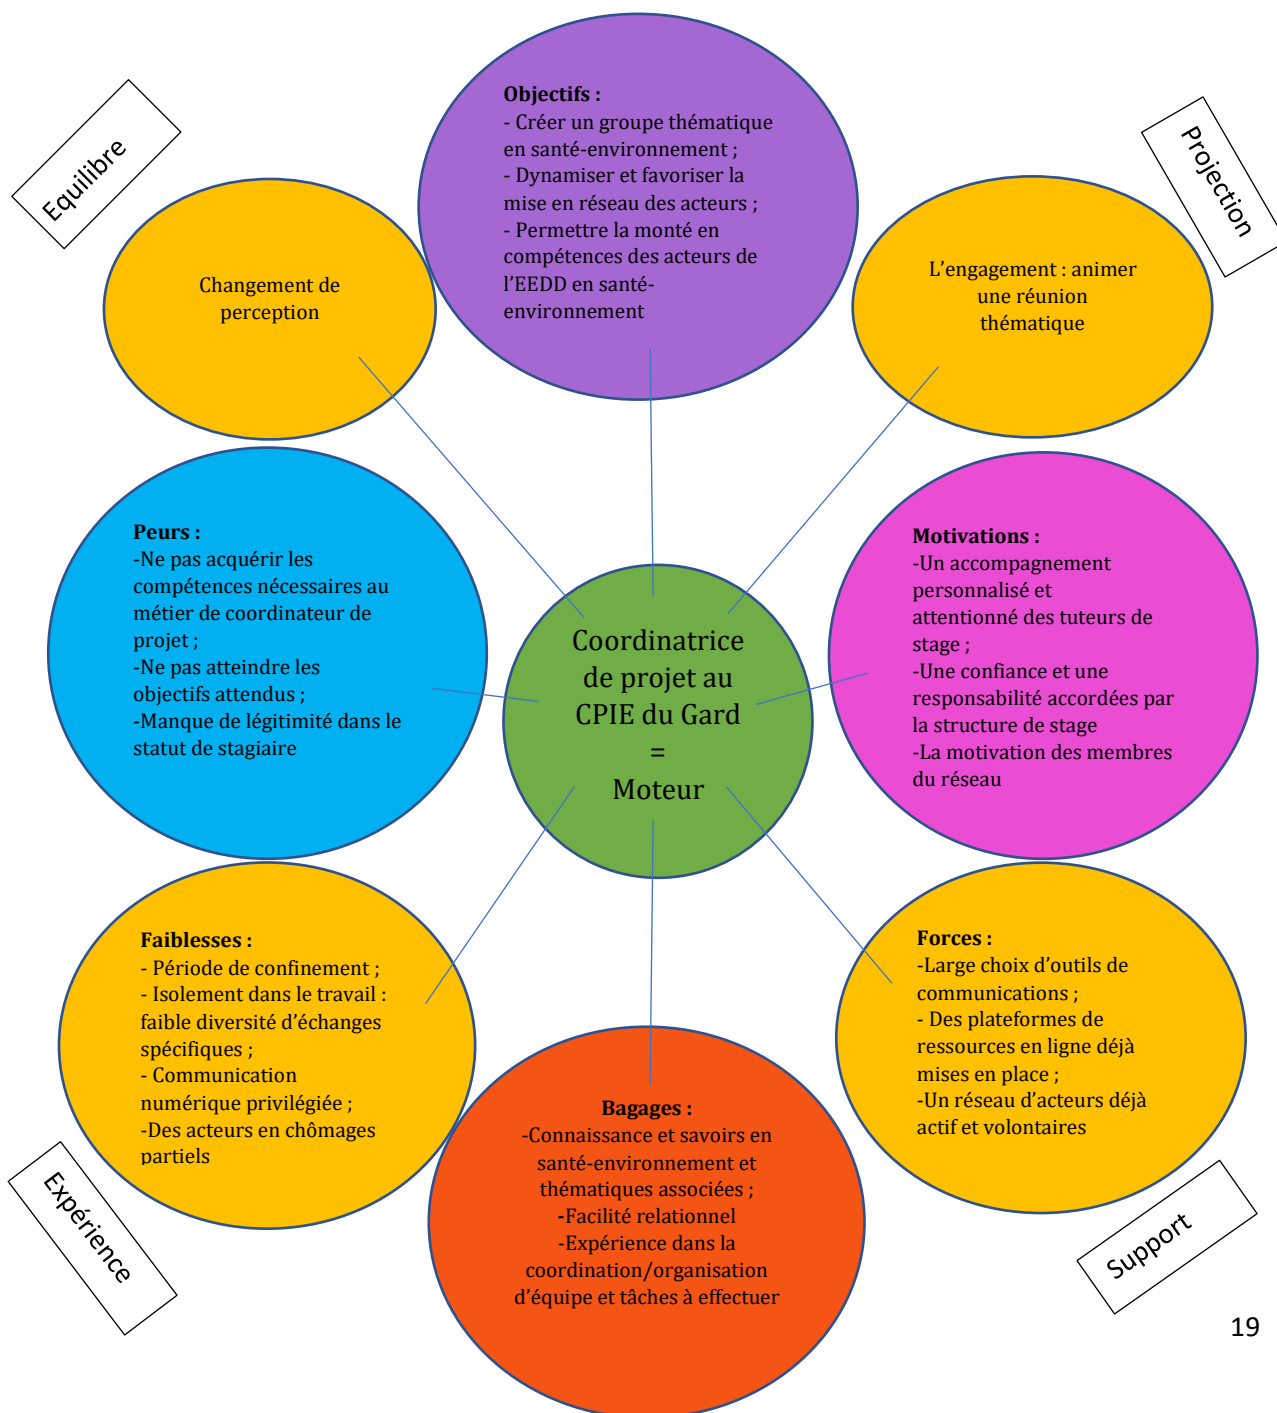 Equilibre
Objectifs :
- Créer un groupe thématique
en santé-environnement ;
- Dynamiser et favoriser la
mise en réseau des acteurs ;
- Permettre la monté en
compétences des acteurs de
l’EEDD en santé-
environnement
Projection
Changement de
perception
L’engagement : animer
une réunion
thématique
Peurs :
-Ne pas acquérir les
compétences nécessaires au
métier de coordinateur de
projet ;
-Ne pas atteindre les
objectifs attendus ;
-Manque de légitimité dans le
statut de stagiaire
Coordinatrice
de projet au
CPIE du Gard
=
Moteur
Motivations :
-Un accompagnement
personnalisé et
attentionné des tuteurs de
stage ;
-Une confiance et une
responsabilité accordées par
la structure de stage
-La motivation des membres
du réseau
Faiblesses :
- Période de confinement ;
- Isolement dans le travail :
faible diversité d’échanges
spécifiques ;
- Communication
numérique privilégiée ;
-Des acteurs en chômages
partiels
Bagages :
-Connaissance et savoirs en
santé-environnement et
thématiques associées ;
-Facilité relationnel
-Expérience dans la
coordination/organisation
d’équipe et tâches à effectuer
Forces :
-Large choix d’outils de
communications ;
- Des plateformes de
ressources en ligne déjà
mises en place ;
-Un réseau d’acteurs déjà
actif et volontaires
Expérience
Support
19